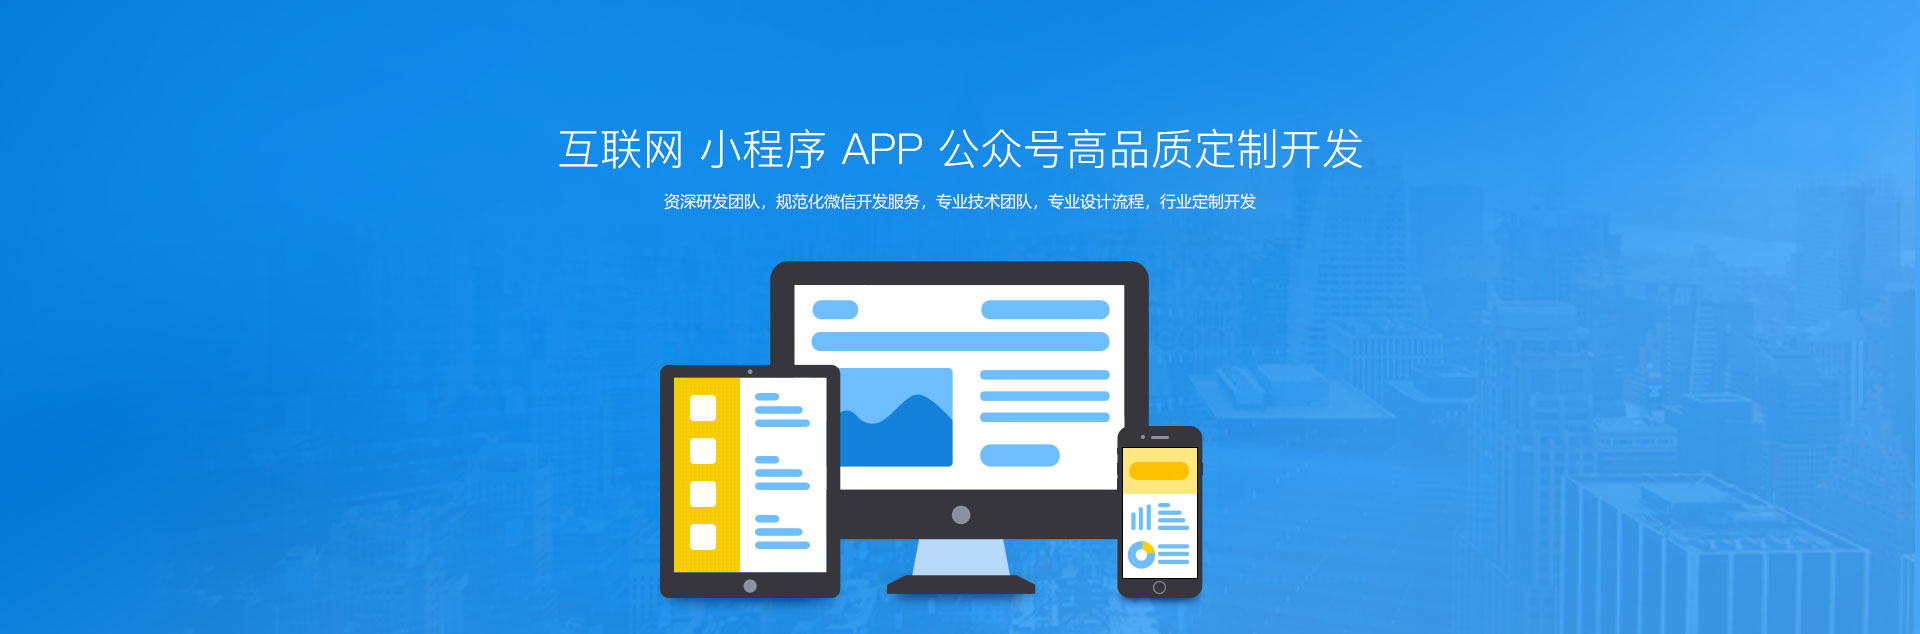 互联网 小程序 APP 公众号高品质定制开发
资深研发团队，规范化微信开发服务，专业技术团队，专业设计流程，行业定制开发